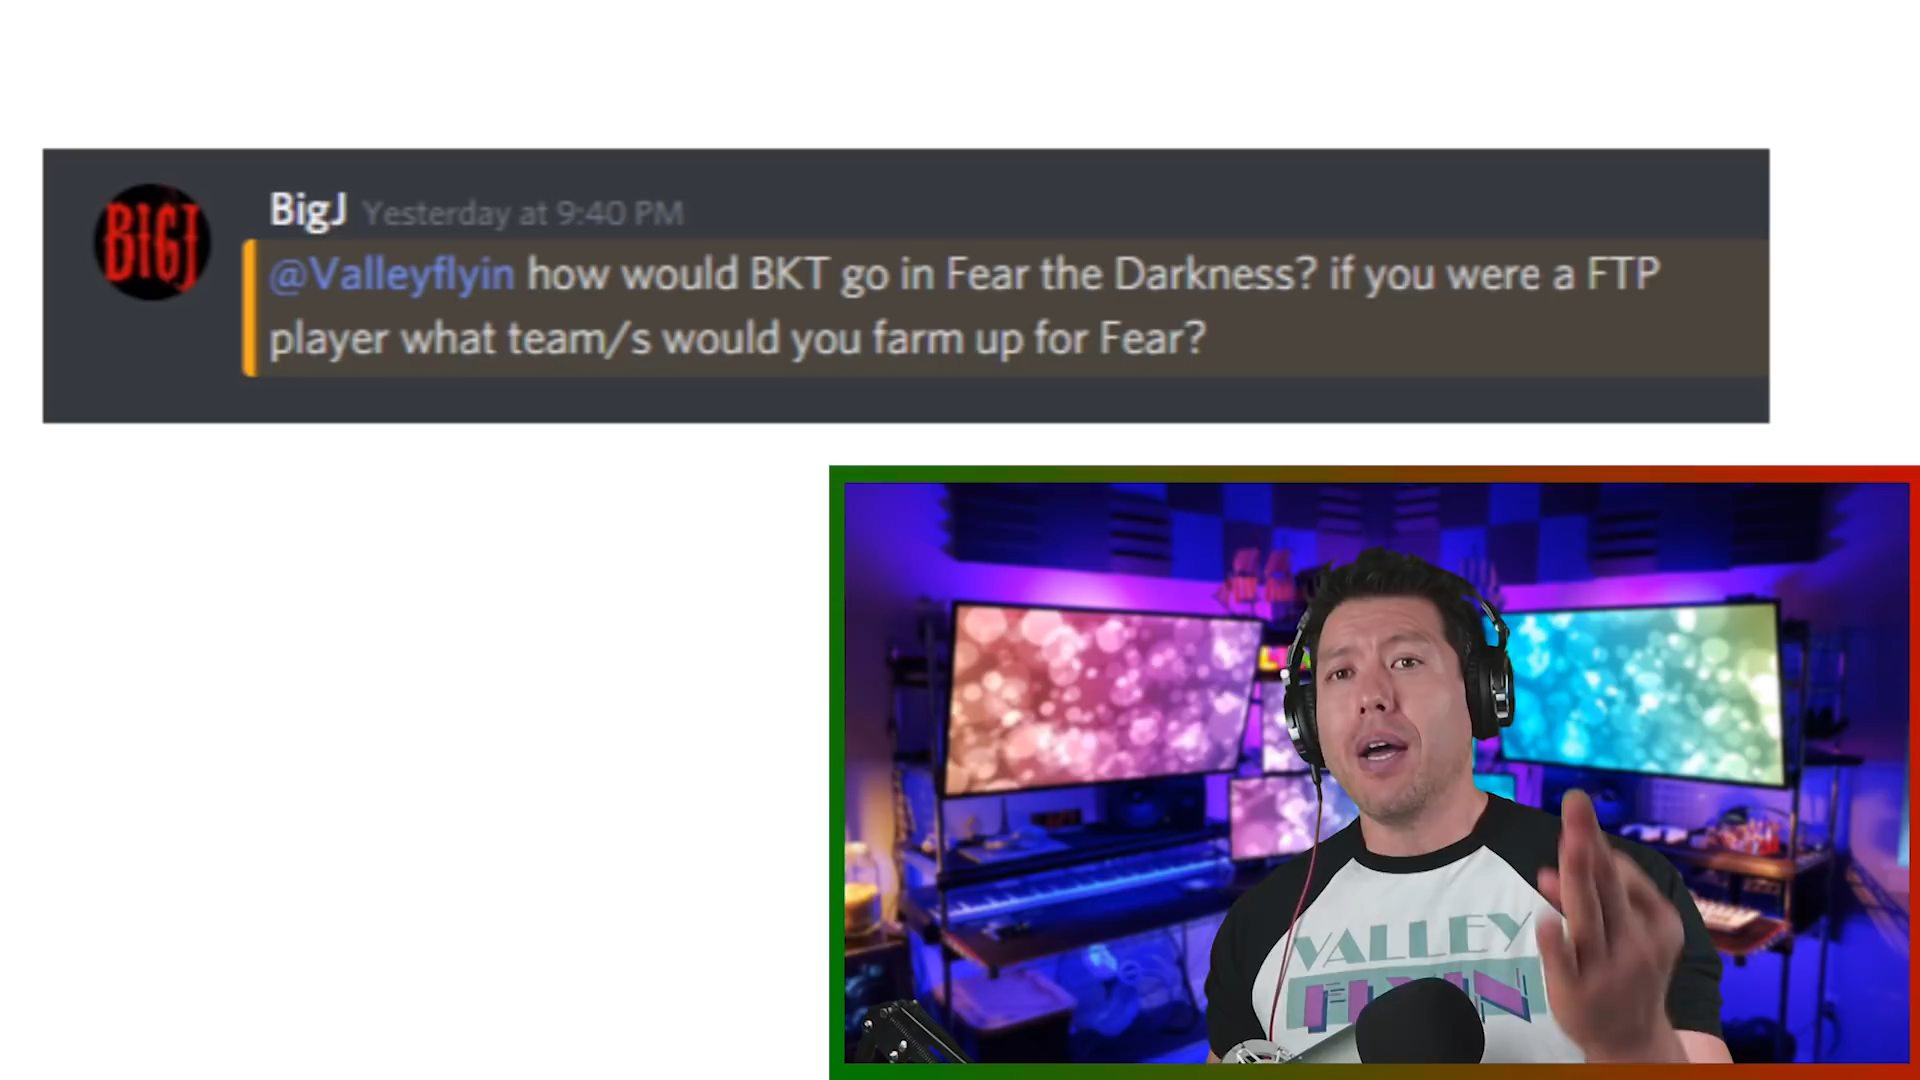 BIGJ
BigJ Yesterday at 9:40 PM
@Valleyflyin how would BKT go in Fear the Darkness? if you were a FTP
player what team/s would you farm up for Fear?
VALLEY
FLYIN